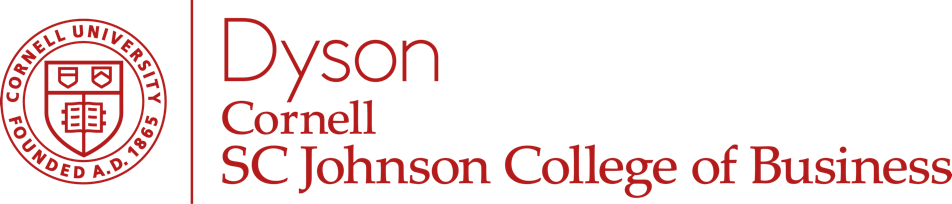 CORNELL UNIVERSITY
FOUNDED A.D. 1865
Dyson
Cornell
SC Johnson College of Business